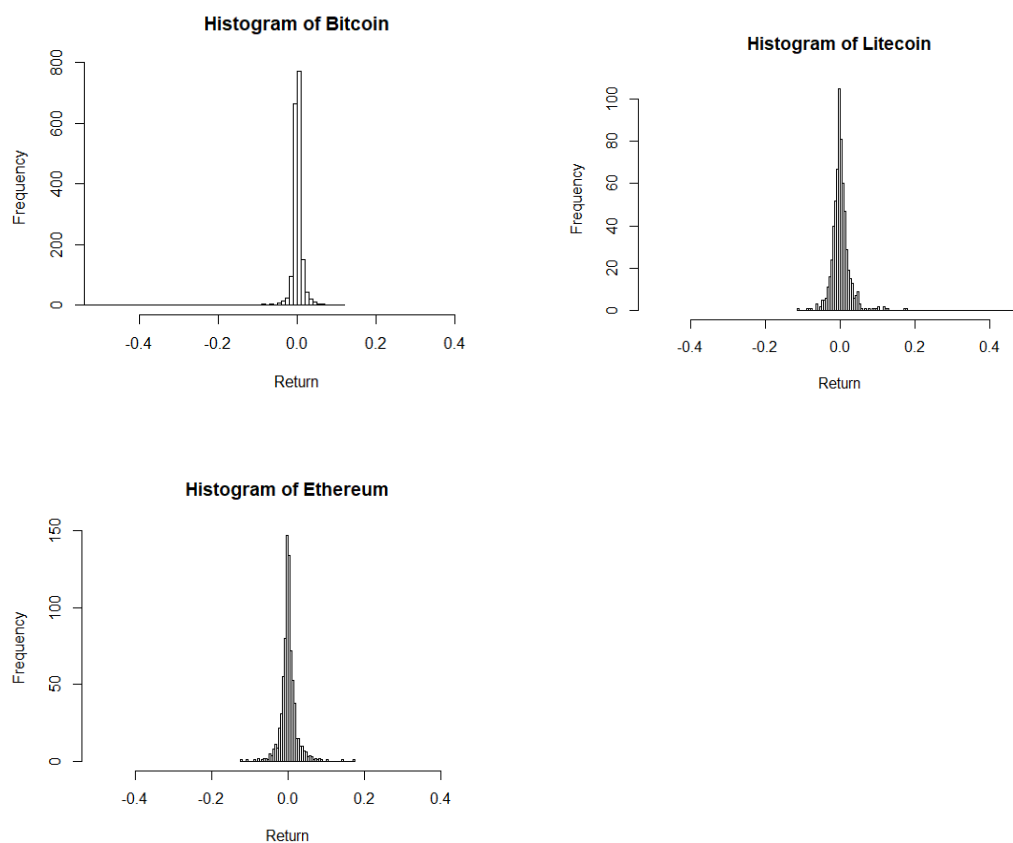 Histogram of Bitcoin
Frequency
0 200 400 600 800
-0.4 -0.2 0.0 0.2 0.4
Return
Histogram of Litecoin
Frequency
0 20 40 60 80 100
-0.4 -0.2 0.0 0.2 0.4
Return
Histogram of Ethereum
Frequency
0 50 100 150
-0.4 -0.2 0.0 0.2 0.4
Return